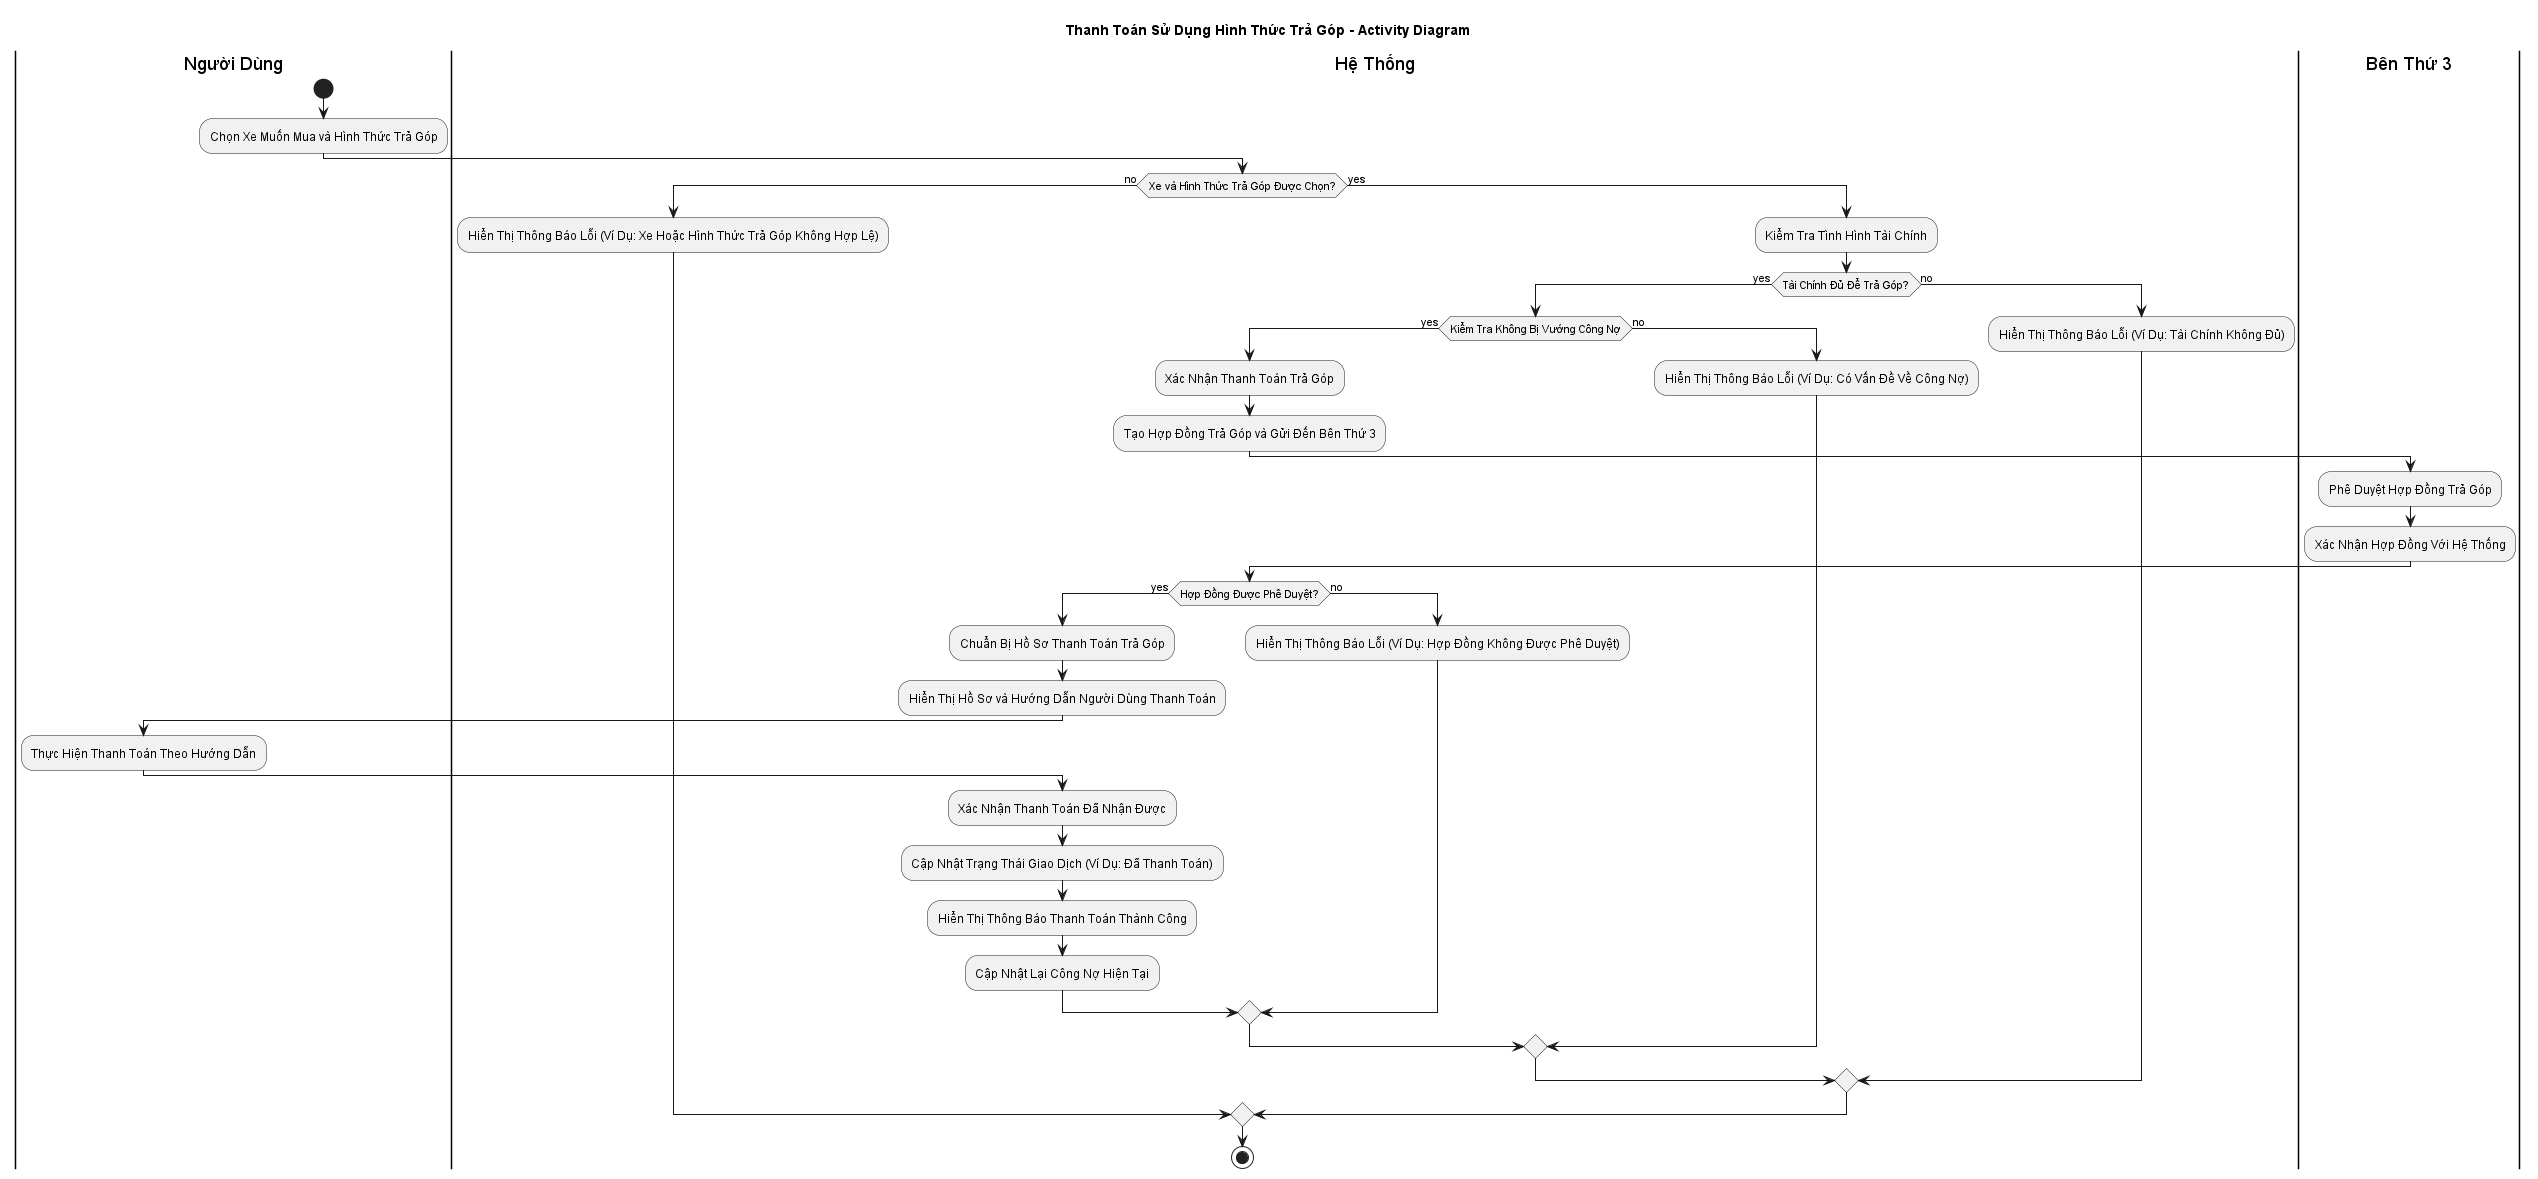 Thanh Toán Sử Dụng Hình Thức Trả Góp - Activity Diagram
Người Dùng
Hệ Thống
Bên Thứ 3
Chọn Xe Muốn Mua và Hình Thức Trả Góp
no
Xe và Hình Thức Trả Góp Được Chọn?
yes
Hiển Thị Thông Báo Lỗi (Ví Dụ: Xe Hoặc Hình Thức Trả Góp Không Hợp Lệ)
Kiểm Tra Tình Hình Tài Chính
yes
Tài Chính Đủ Để Trả Góp?
no
yes
Kiểm Tra Không Bị Vướng Công Nợ
no
Hiển Thị Thông Báo Lỗi (Ví Dụ: Tài Chính Không Đủ)
Xác Nhận Thanh Toán Trả Góp
Hiển Thị Thông Báo Lỗi (Ví Dụ: Có Vấn Đề Về Công Nợ)
Tạo Hợp Đồng Trả Góp và Gửi Đến Bên Thứ 3
Phê Duyệt Hợp Đồng Trả Góp
Xác Nhận Hợp Đồng Với Hệ Thống
yes
Hợp Đồng Được Phê Duyệt?
no
Chuẩn Bị Hồ Sơ Thanh Toán Trả Góp
Hiển Thị Thông Báo Lỗi (Ví Dụ: Hợp Đồng Không Được Phê Duyệt)
Hiển Thị Hồ Sơ và Hướng Dẫn Người Dùng Thanh Toán
Thực Hiện Thanh Toán Theo Hướng Dẫn
Xác Nhận Thanh Toán Đã Nhận Được
Cập Nhật Trạng Thái Giao Dịch (Ví Dụ: Đã Thanh Toán)
Hiển Thị Thông Báo Thanh Toán Thành Công
Cập Nhật Lại Công Nợ Hiện Tại